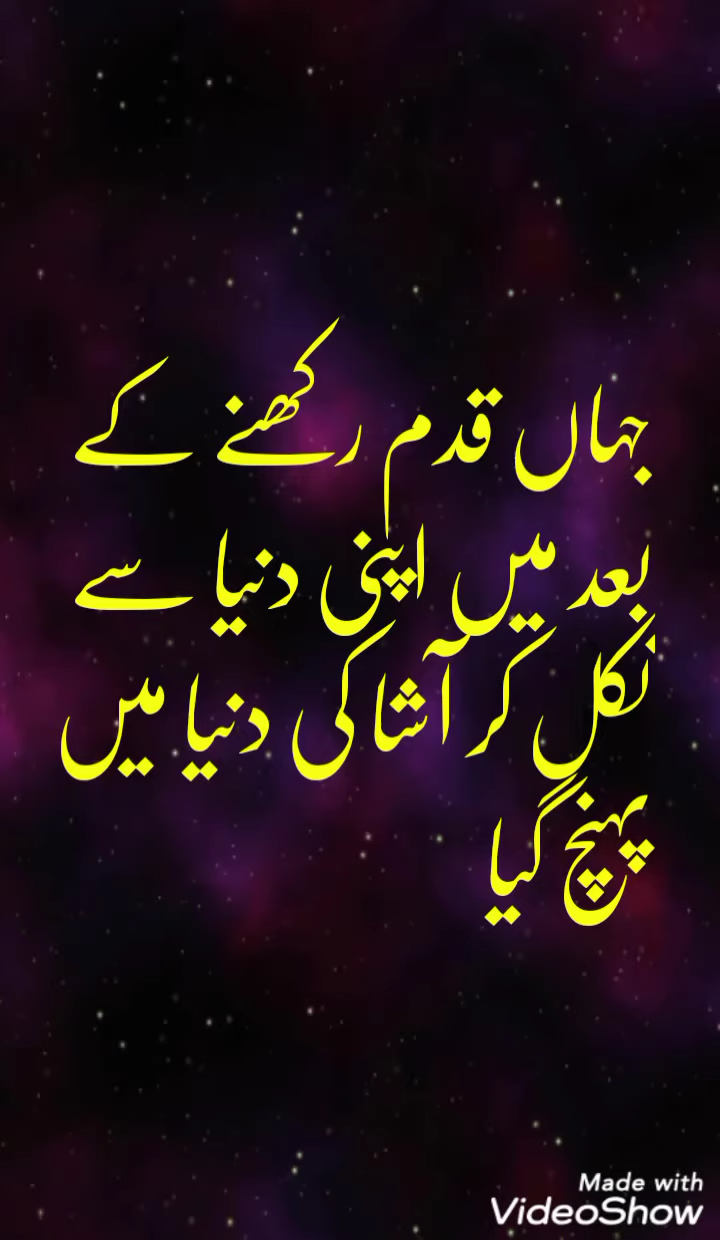 جہاں قدم رکھنے کے
بعد میں اپنی دنیا سے
نکل کر آشا کی دنیا میں
پہنچ گیا
Made with
VideoShow